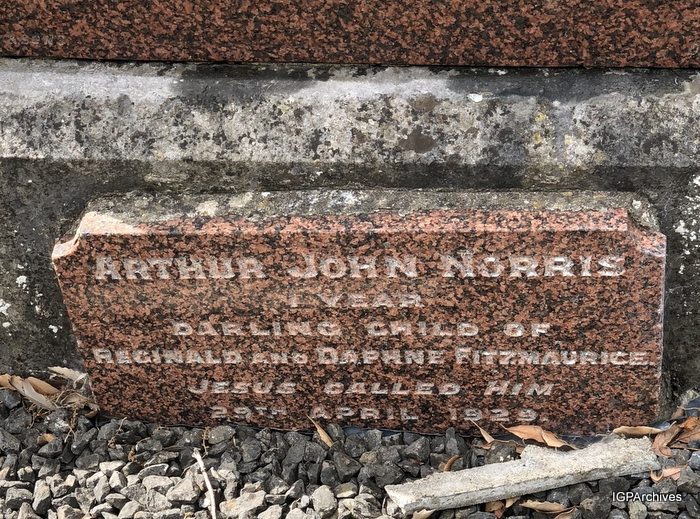 ARTHUR JOHN NORRIS
1 YEAR
DARLING CHILD OF
REGINALD AND DAPHNE FITZMAURICE
JESUS CALLED HIM
29TH APRIL 1929
IGPArchives